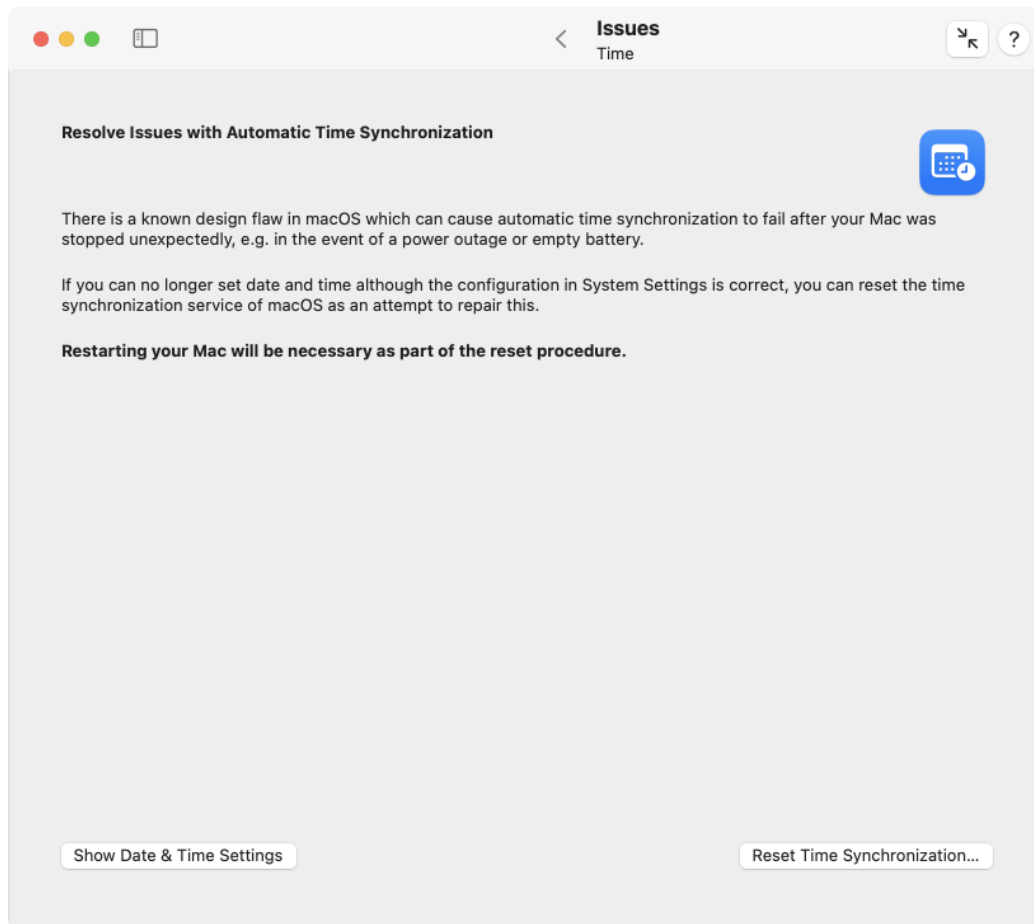 Issues
Time
?
Resolve Issues with Automatic Time Synchronization
There is a known design flaw in macOS which can cause automatic time synchronization to fail after your Mac was
stopped unexpectedly, e.g. in the event of a power outage or empty battery.
If you can no longer set date and time although the configuration in System Settings is correct, you can reset the time
synchronization service of macOS as an attempt to repair this.
Restarting your Mac will be necessary as part of the reset procedure.
Show Date & Time Settings
Reset Time Synchronization...